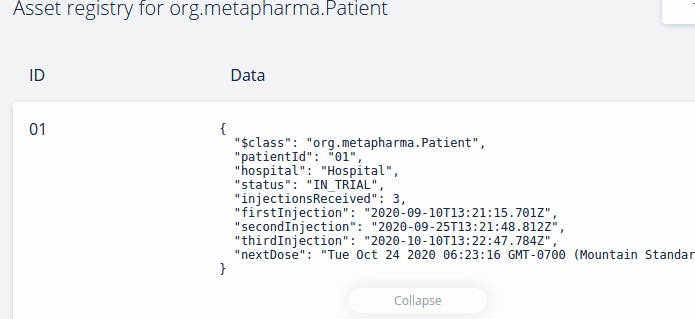 Asset registry for org.metapharma.Patient
ID Data
01 {
"$class": "org.metapharma.Patient",
"patientId": "01",
"hospital": "Hospital",
"status": "IN_TRIAL",
"injectionsReceived": 3,
"firstInjection": "2020-09-10T13:21:15.701Z",
"secondInjection": "2020-09-25T13:21:48.812Z",
"thirdInjection": "2020-10-10T13:22:47.784Z",
"nextDose": "Tue Oct 24 2020 06:23:16 GMT-0700 (Mountain Standar
}
Collapse